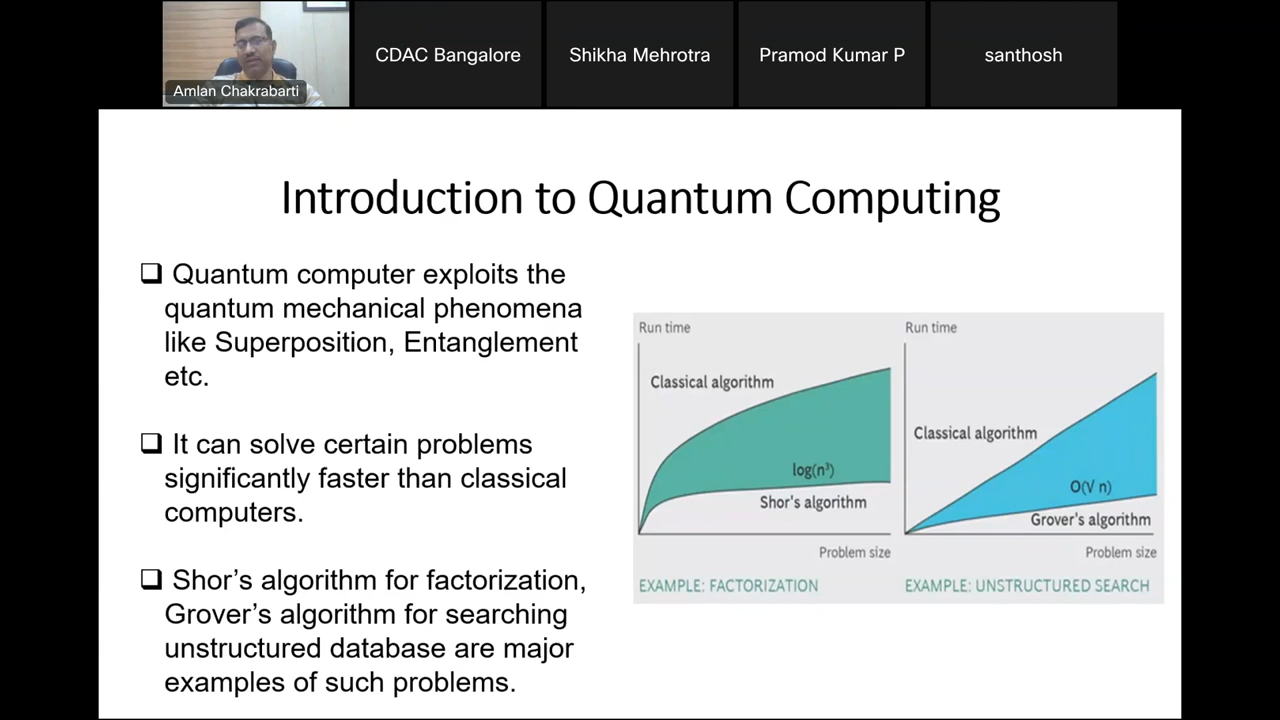 Amlan Chakrabarti
CDAC Bangalore
Shikha Mehrotra
Pramod Kumar P
santhosh
Introduction to Quantum Computing
❑ Quantum computer exploits the
quantum mechanical phenomena
like Superposition, Entanglement
etc.
❑ It can solve certain problems
significantly faster than classical
computers.
❑ Shor’s algorithm for factorization,
Grover’s algorithm for searching
unstructured database are major
examples of such problems.
Run time
Classical algorithm
log(n³)
Shor's algorithm
Problem size
EXAMPLE: FACTORIZATION
Run time
Classical algorithm
O(V n)
Grover's algorithm
Problem size
EXAMPLE: UNSTRUCTURED SEARCH